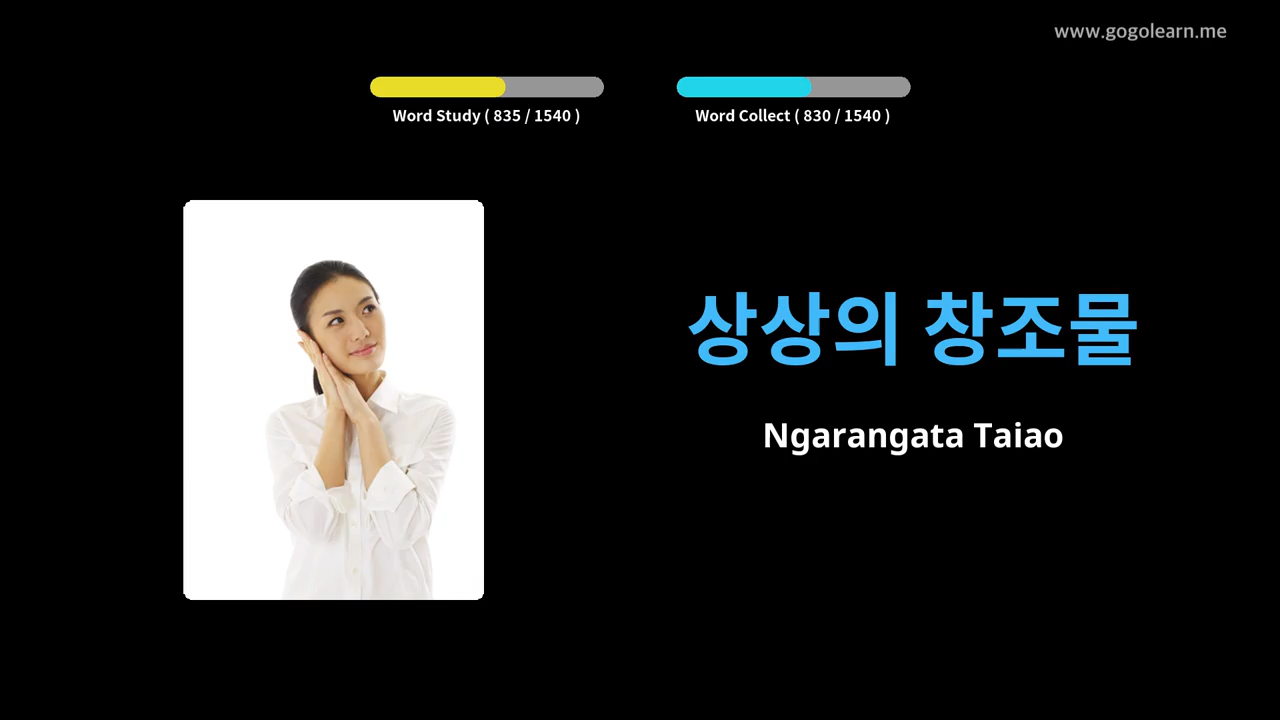 www.gogolearn.me
Word Study ( 835 / 1540 )
Word Collect ( 830 / 1540 )
상상의 창조물
Ngarangata Taiao